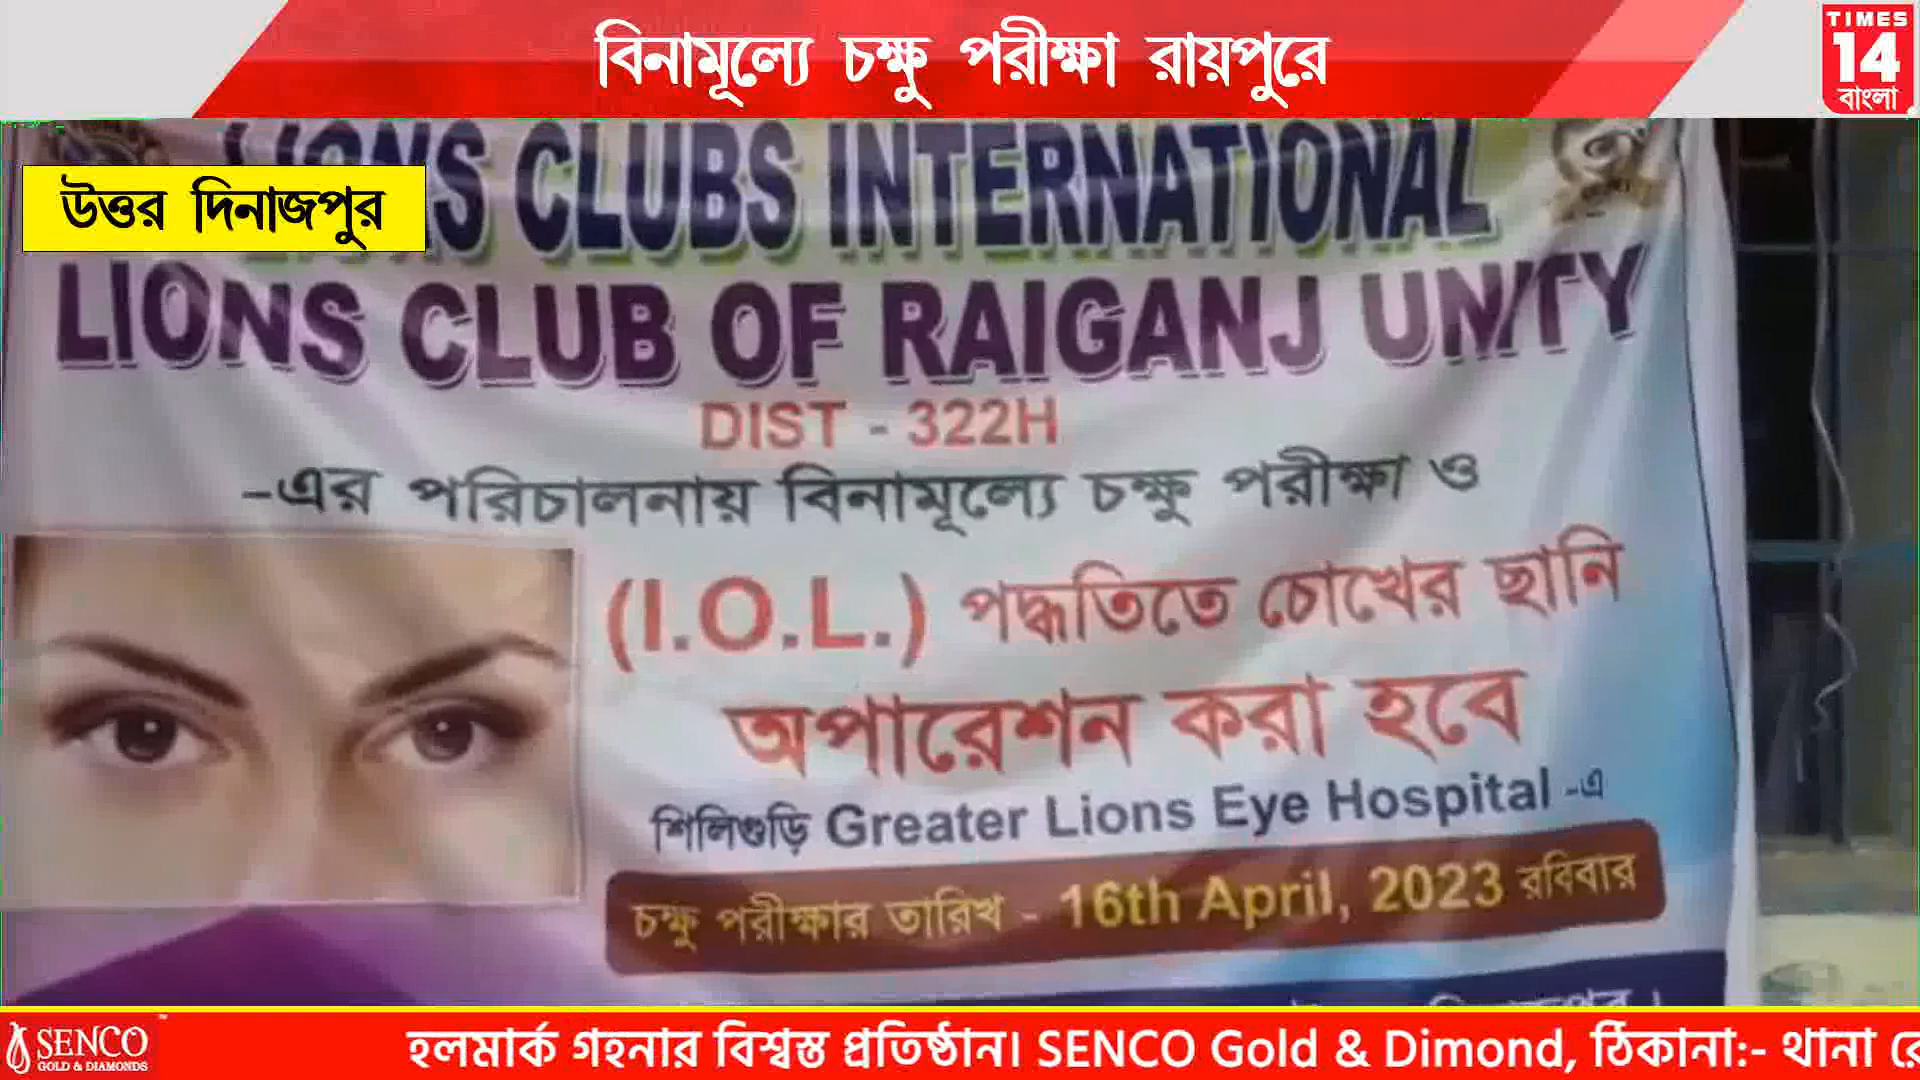 বিনামূল্যে চক্ষু পরীক্ষা রায়পুরে
TIMES
14
বাংলা
LIONS CLUBS INTERNATIONAL
উত্তর দিনাজপুর
LIONS CLUB OF RAIGANJ UNITY
DIST - 322H
-এর পরিচালনায় বিনামূল্যে চক্ষু পরীক্ষা ও
(I.O.L.) পদ্ধতিতে চোখের ছানি
অপারেশন করা হবে
শিলিগুড়ি Greater Lions Eye Hospital -এ
চক্ষু পরীক্ষার তারিখ - 16th April, 2023 রবিবার
SENCO
GOLD & DIAMONDS
হলমার্ক গহনার বিশ্বস্ত প্রতিষ্ঠান। SENCO Gold & Dimond, ঠিকানা:- থানা